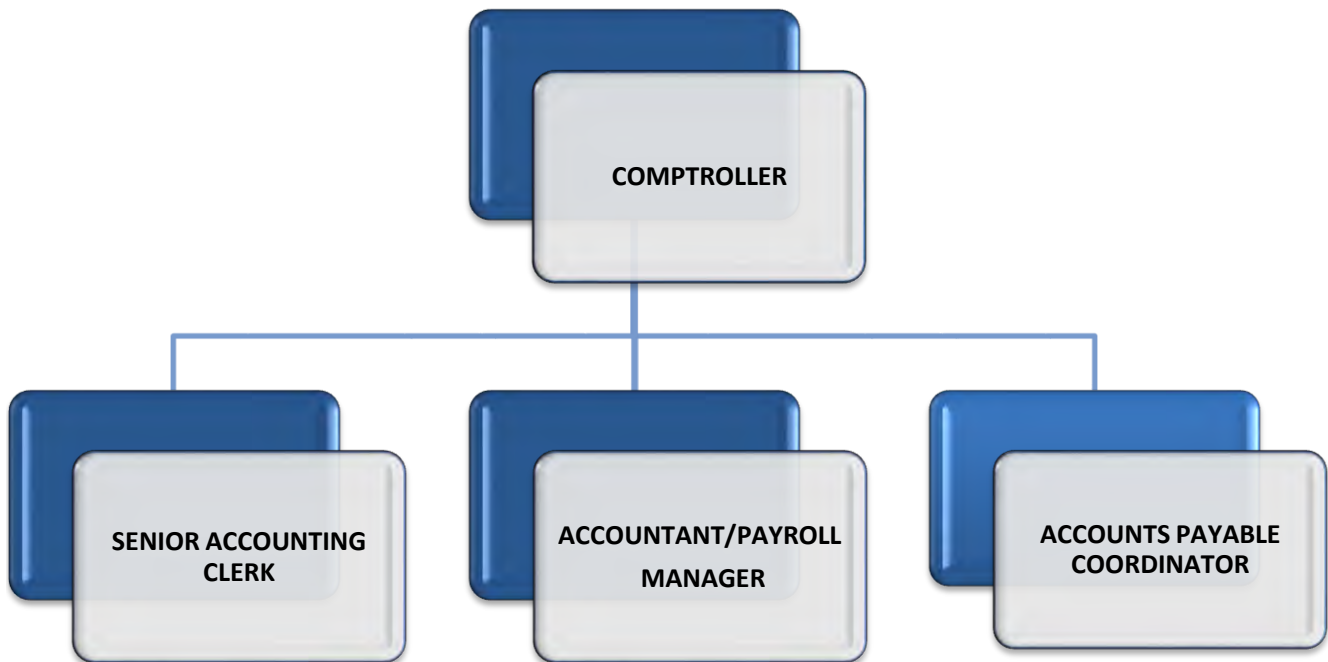 COMPTROLLER
SENIOR ACCOUNTING
CLERK
ACCOUNTANT/PAYROLL
MANAGER
ACCOUNTS PAYABLE
COORDINATOR